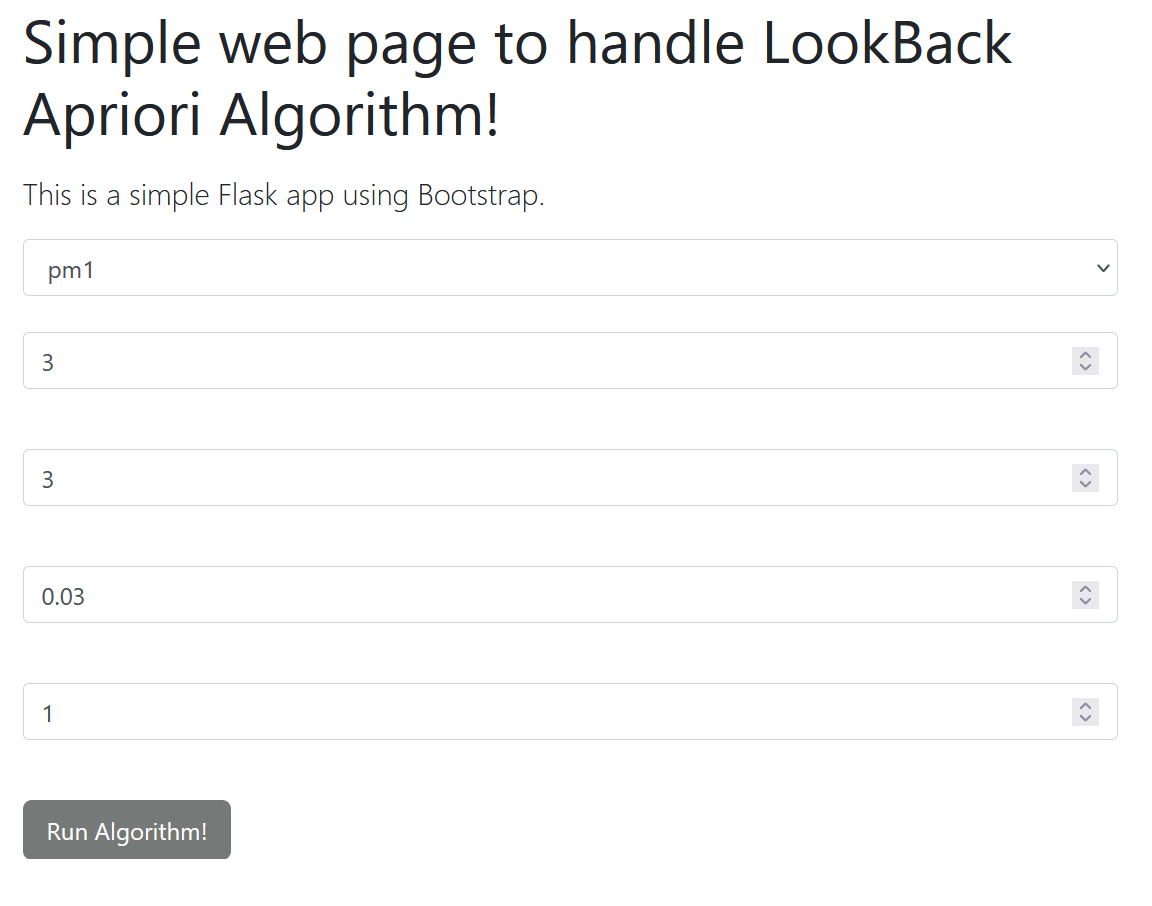 Simple web page to handle LookBack
Apriori Algorithm!
This is a simple Flask app using Bootstrap.
pm1
3
3
0.03
1
Run Algorithm!